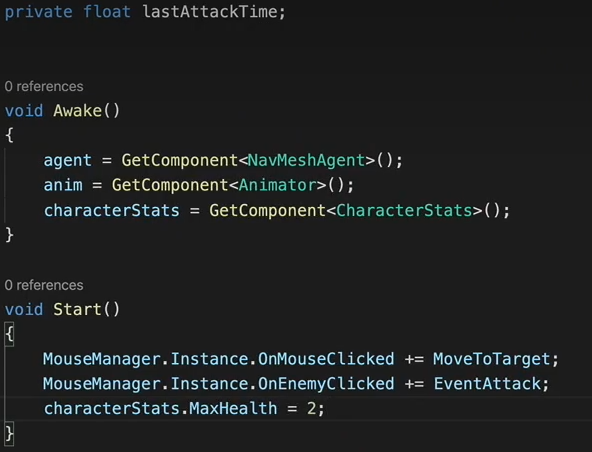 private float lastAttackTime;
0 references
void Awake()
{
agent = GetComponent<NavMeshAgent>();
anim = GetComponent<Animator>();
characterStats = GetComponent<CharacterStats>();
}
0 references
void Start()
{
MouseManager.Instance.OnMouseClicked += MoveToTarget;
MouseManager.Instance.OnEnemyClicked += EventAttack;
characterStats.MaxHealth = 2;
}